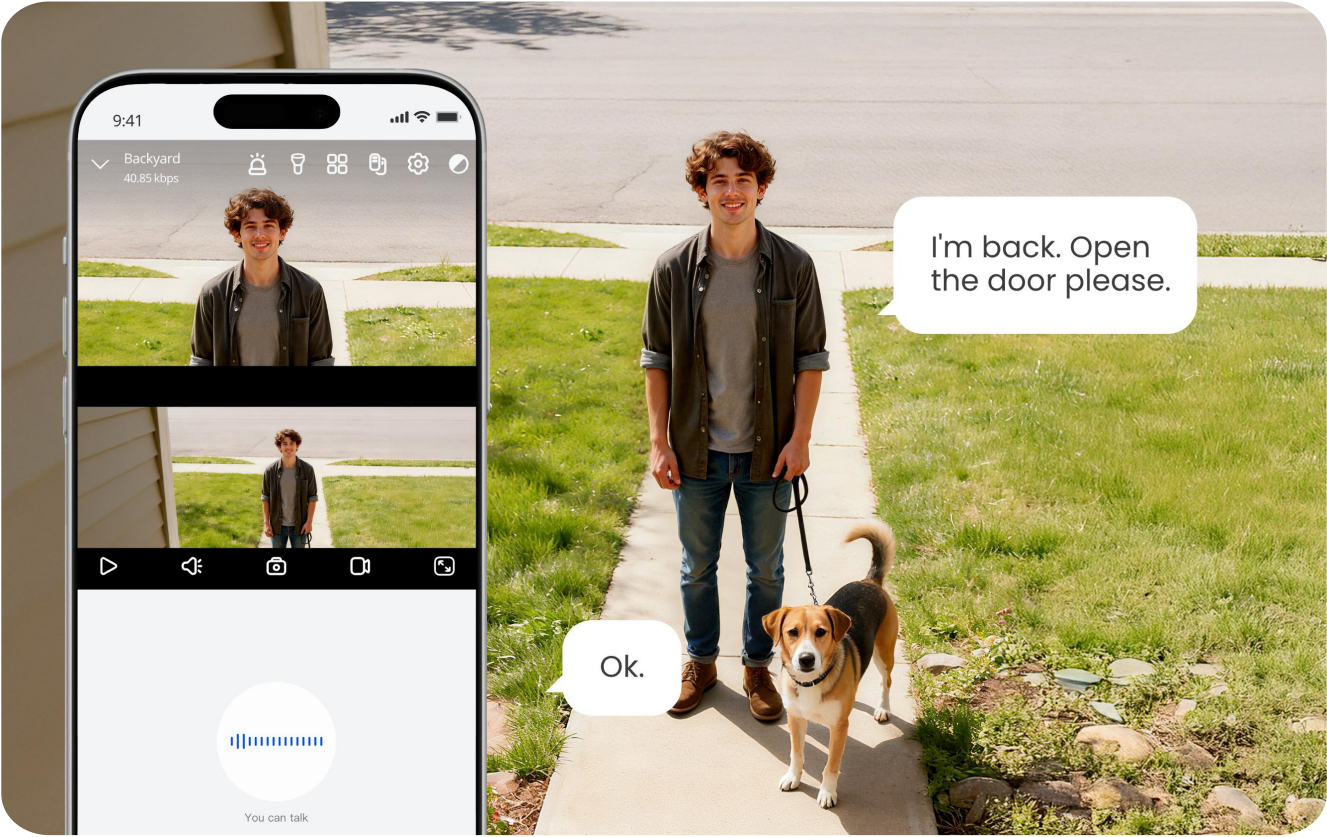 9:41
Backyard
40.85 kbps
I'm back. Open
the door please.
Ok.
You can talk